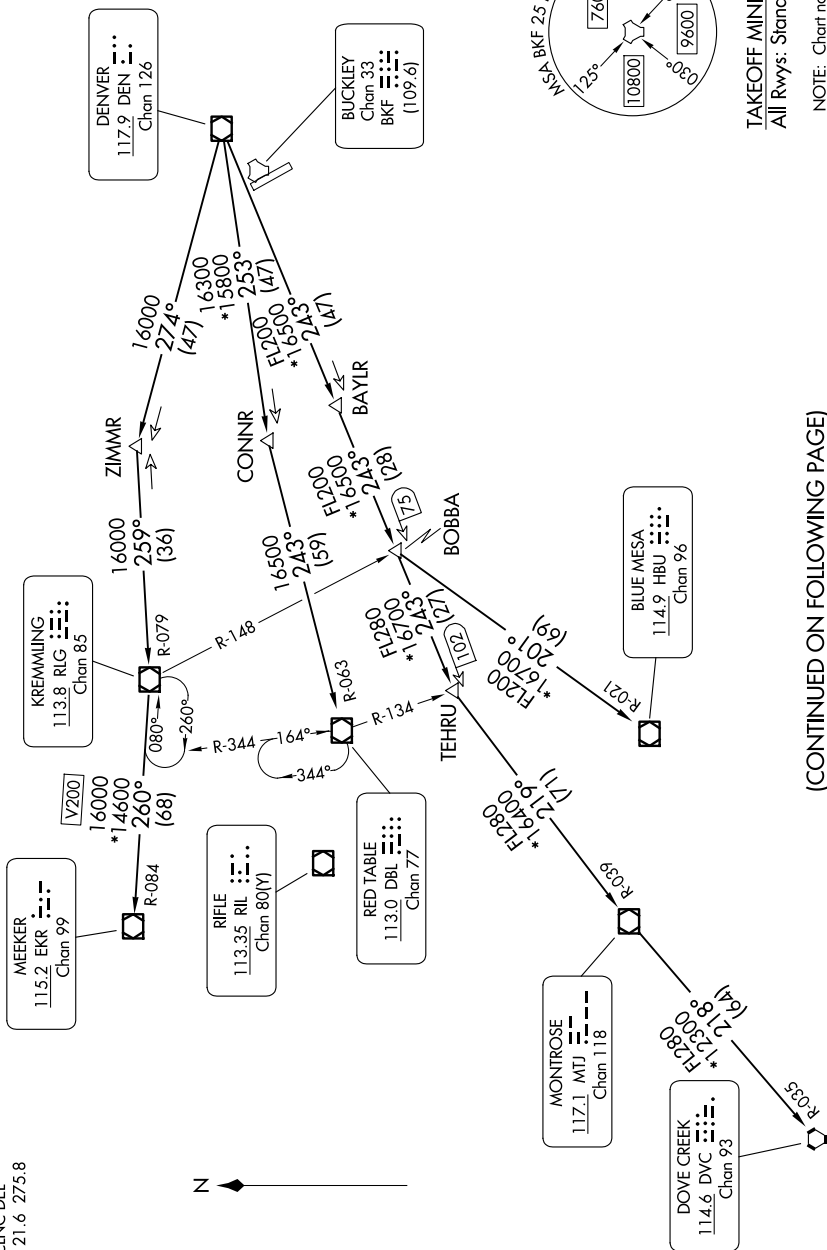 CLNC DEL
21.6 275.8
N
MEEKER
115.2 EKR
Chan 99
R-084
V200
16000
*14600
260°
(68)
KREMMLING
113.8 RLG
Chan 85
080°
260°
R-079
16000
259°
(36)
ZIMMR
16000
274°
(47)
DENVER
117.9 DEN
Chan 126
BUCKLEY
Chan 33
BKF
(109.6)
16300
*15800
253°
(47)
CONNR
16500
243°
(59)
R-063
FL200
*16500
243°
(47)
BAYLR
FL200
*16500
243°
(28)
75
BOBBA
R-148
RIFLE
113.35 RIL
Chan 80(Y)
RED TABLE
113.0 DBL
Chan 77
R-344
164°
344°
R-134
FL280
*16700
243°
(27)
102
TEHRU
FL200
*16700
201°
(69)
R-021
BLUE MESA
114.9 HBU
Chan 96
FL280
*16400
219°
(71)
R-039
MONTROSE
117.1 MTJ
Chan 118
FL280
*12300
218°
(64)
R-035
DOVE CREEK
114.6 DVC
Chan 93
MSA BKF 25
125°
760
10800
9600
030°
TAKEOFF MINI
All Rwys:
NOTE: Chart
(CONTINUED ON FOLLOWING PAGE)